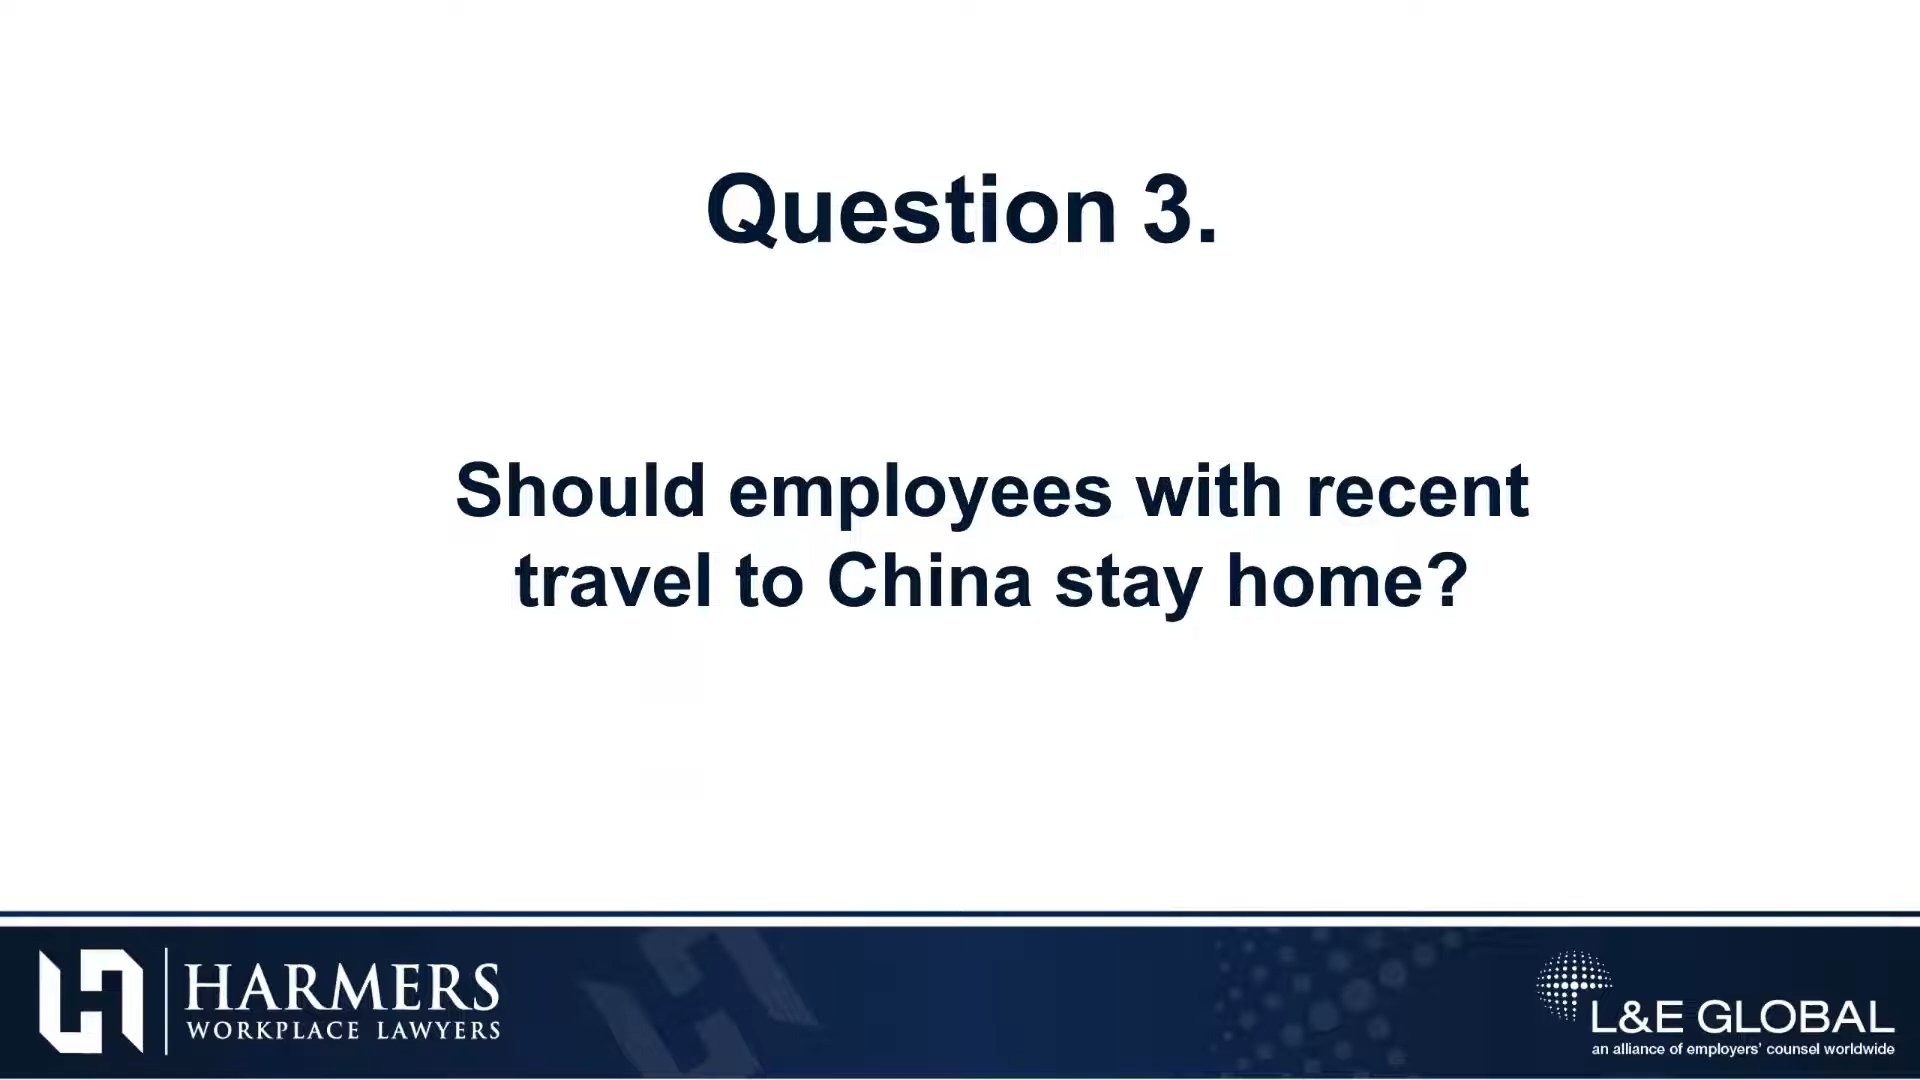 Question 3.
Should employees with recent
travel to China stay home?
HARMERS
WORKPLACE LAWYERS
L&E GLOBAL
an alliance of employers' counsel worldwide